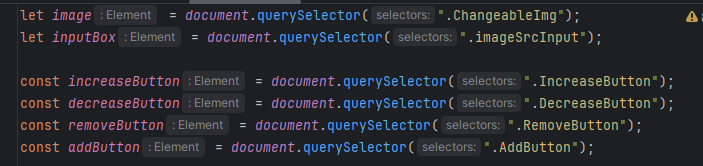 let image : Element = document.querySelector( selectors: ".ChangeableImg");
let inputBox : Element = document.querySelector( selectors: ".imageSrcInput");
const increaseButton : Element = document.querySelector( selectors: ".IncreaseButton");
const decreaseButton : Element = document.querySelector( selectors: ".DecreaseButton");
const removeButton : Element = document.querySelector( selectors: ".RemoveButton");
const addButton : Element = document.querySelector( selectors: ".AddButton");